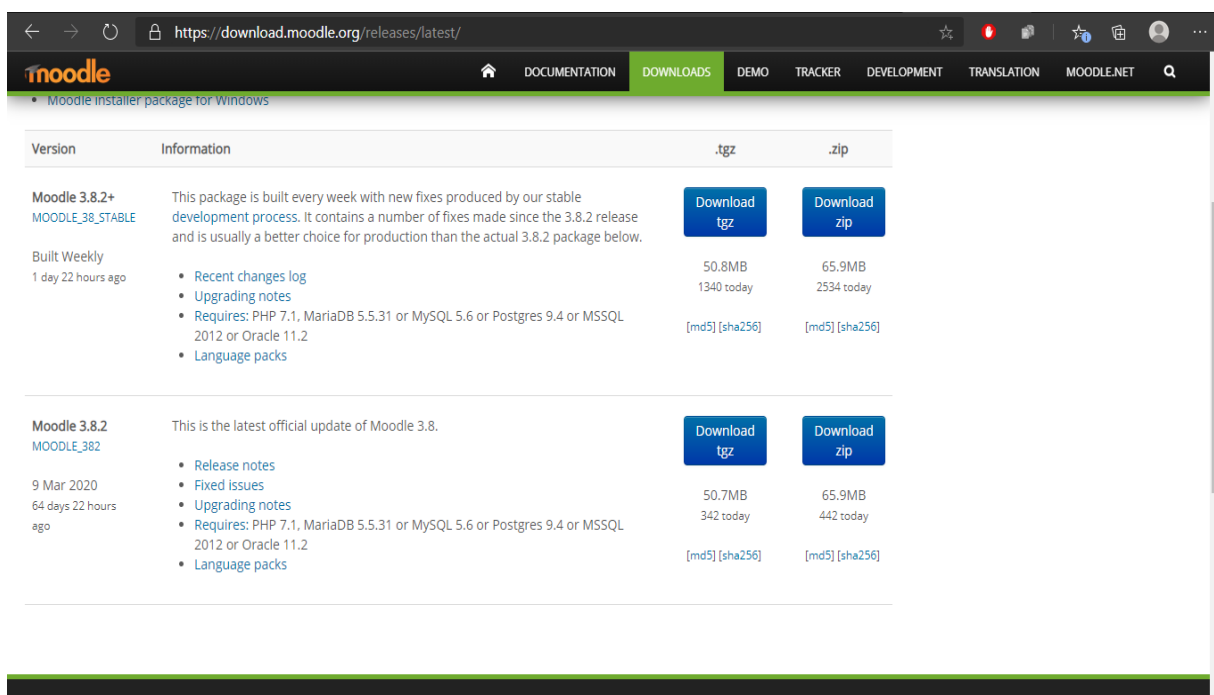 https://download.moodle.org/releases/latest/
moodle
DOCUMENTATION DOWNLOADS DEMO TRACKER DEVELOPMENT TRANSLATION MOODLE.NET
• Moodle installer package for Windows
Version Information .tgz .zip
Moodle 3.8.2+
MOODLE_38_STABLE
Built Weekly
1 day 22 hours ago
This package is built every week with new fixes produced by our stable
development process. It contains a number of fixes made since the 3.8.2 release
and is usually a better choice for production than the actual 3.8.2 package below.
• Recent changes log
• Upgrading notes
• Requires: PHP 7.1, MariaDB 5.5.31 or MySQL 5.6 or Postgres 9.4 or MSSQL
2012 or Oracle 11.2
• Language packs
Download
tgz
50.8MB
1340 today
[md5] [sha256]
Download
zip
65.9MB
2534 today
[md5] [sha256]
Moodle 3.8.2
MOODLE_382
9 Mar 2020
64 days 22 hours
ago
This is the latest official update of Moodle 3.8.
• Release notes
• Fixed issues
• Upgrading notes
• Requires: PHP 7.1, MariaDB 5.5.31 or MySQL 5.6 or Postgres 9.4 or MSSQL
2012 or Oracle 11.2
• Language packs
Download
tgz
50.7MB
342 today
[md5] [sha256]
Download
zip
65.9MB
442 today
[md5] [sha256]